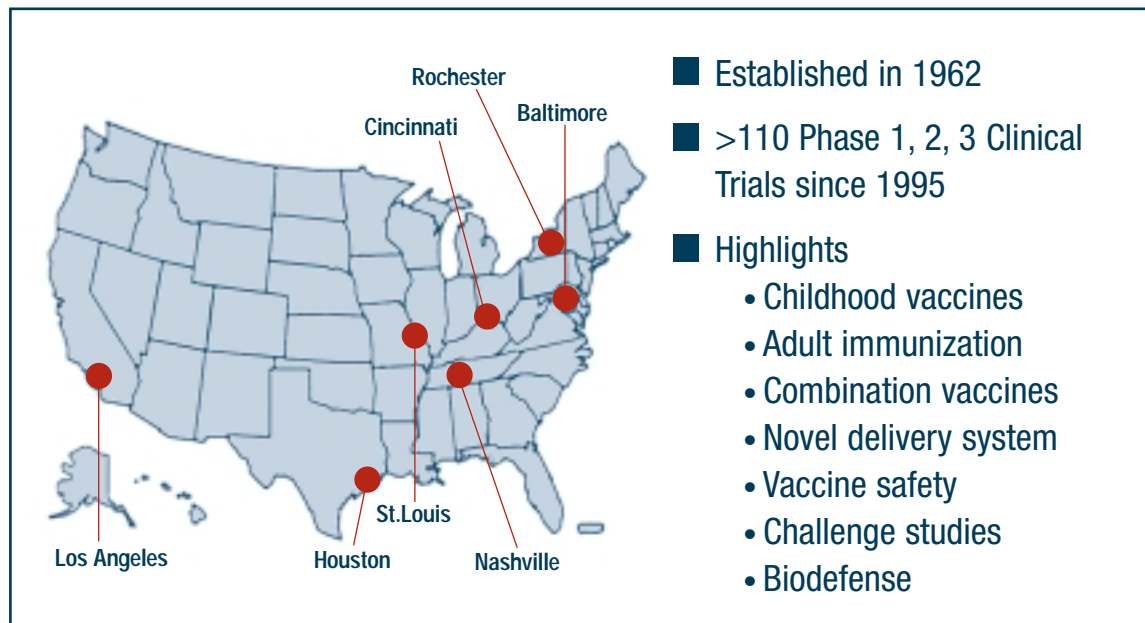 Rochester
Baltimore
Cincinnati
St.Louis
Los Angeles
Houston
Nashville
■ Established in 1962
■ >110 Phase 1, 2, 3 Clinical
Trials since 1995
■ Highlights
• Childhood vaccines
• Adult immunization
• Combination vaccines
• Novel delivery system
• Vaccine safety
• Challenge studies
• Biodefense